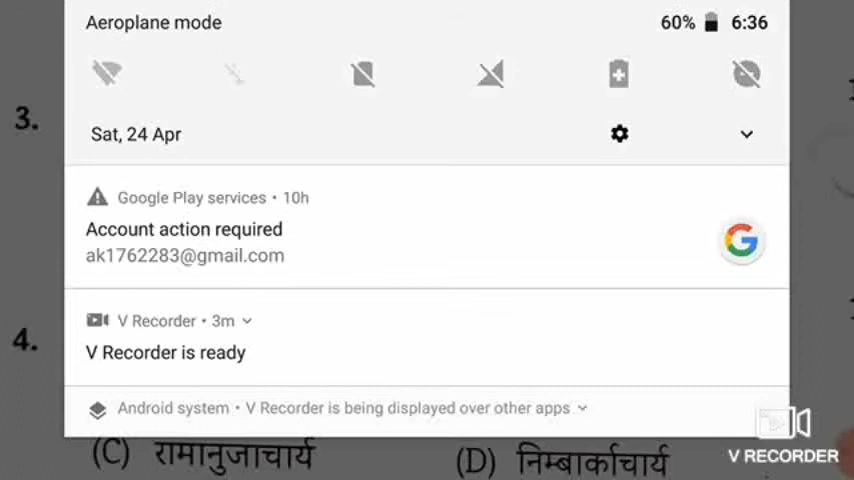 Aeroplane mode 60% 6:36
Sat, 24 Apr
3.
Google Play services • 10h
Account action required
ak1762283@gmail.com
V Recorder • 3m
4.
V Recorder is ready
Android system • V Recorder is being displayed over other apps
(C) रामानुजाचार्य (D) निम्बार्काचार्य
V RECORDER